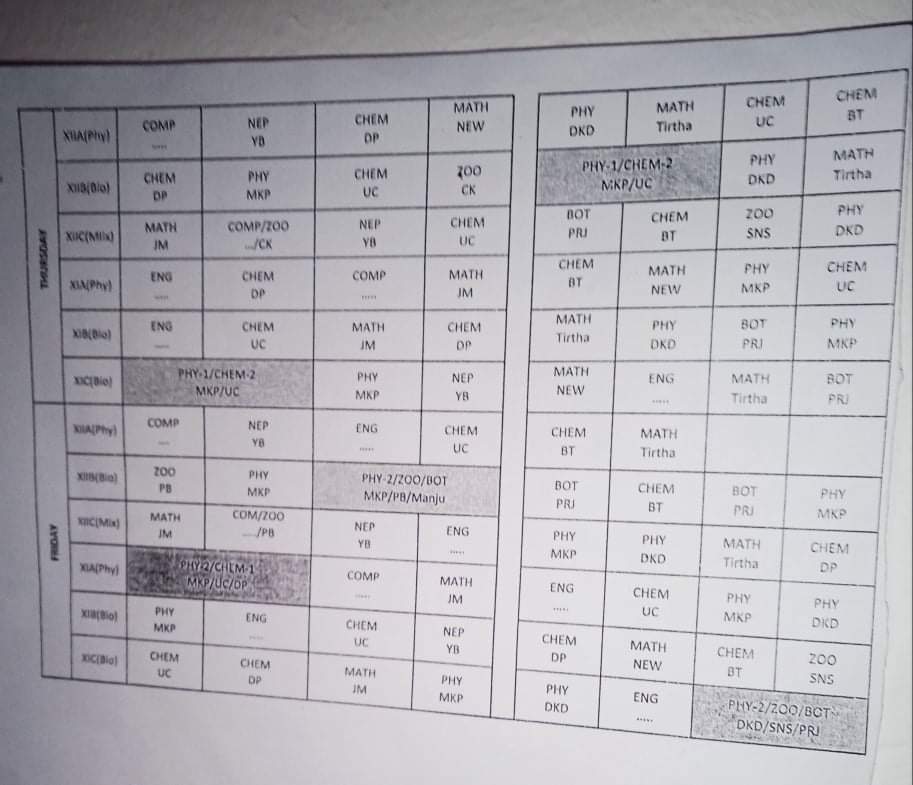 THURSDAY
XIIA(Phy) COMP NEP CHEM MATH PHY MATH CHEM CHEM
..... YB DP NEW DKD Tirtha UC BT
XIIB(Bio) CHEM PHY CHEM ZOO PHY-1/CHEM-2 PHY MATH
DP MKP UC CK MKP/UC DKD Tirtha
XIIC(Mix) MATH COMP/ZOO NEP CHEM BOT CHEM ZOO PHY
JM .../CK YB UC PRJ BT SNS DKD
XIA(Phy) ENG CHEM COMP MATH CHEM MATH PHY CHEM
..... DP ..... JM BT NEW MKP UC
XIB(Bio) ENG CHEM MATH CHEM MATH PHY BOT PHY
..... UC JM DP Tirtha DKD PRJ MKP
XIC(Bio) PHY-1/CHEM-2 PHY NEP MATH ENG MATH BOT
MKP/UC MKP YB NEW ..... Tirtha PRJ
FRIDAY
XIIA(Phy) COMP NEP ENG CHEM CHEM MATH
.... YB ..... UC BT Tirtha
XIIB(Bio) ZOO PHY PHY-2/ZOO/BOT BOT CHEM BOT PHY
PB MKP MKP/PB/Manju PRJ BT PRJ MKP
XIIC(Mix) MATH COM/ZOO NEP ENG PHY PHY MATH CHEM
JM ..../PB YB ..... MKP DKD Tirtha DP
XIA(Phy) PHY-2/CHEM-1 COMP MATH ENG CHEM PHY PHY
MKP/UC/DP ..... JM ..... UC MKP DKD
XIB(Bio) PHY ENG CHEM NEP CHEM MATH CHEM ZOO
MKP ..... UC YB DP NEW BT SNS
XIC(Bio) CHEM CHEM MATH PHY PHY ENG PHY-2/ZOO/BOT
UC DP JM MKP DKD ..... DKD/SNS/PRJ